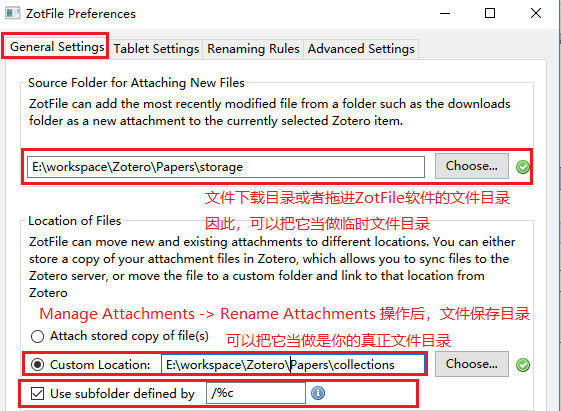 ZotFile Preferences
General Settings
Tablet Settings
Renaming Rules
Advanced Settings
Source Folder for Attaching New Files
ZotFile can add the most recently modified file from a folder such as the downloads
folder as a new attachment to the currently selected Zotero item.
E:\workspace\Zotero\Papers\storage
Choose...
文件下载目录或者拖进ZotFile软件的文件目录
因此，可以把它当做临时文件目录
Location of Files
ZotFile can move new and existing attachments to different locations. You can either
store a copy of your attachment files in Zotero, which allows you to sync files to the
Zotero server, or move the file to a custom folder and link to that location from
Zotero
Manage Attachments -> Rename Attachments 操作后，文件保存目录
Attach stored copy of file(s)
可以把它当做是你的真正文件目录
Custom Location:
E:\workspace\Zotero\Papers\collections
Choose...
Use subfolder defined by
/%c